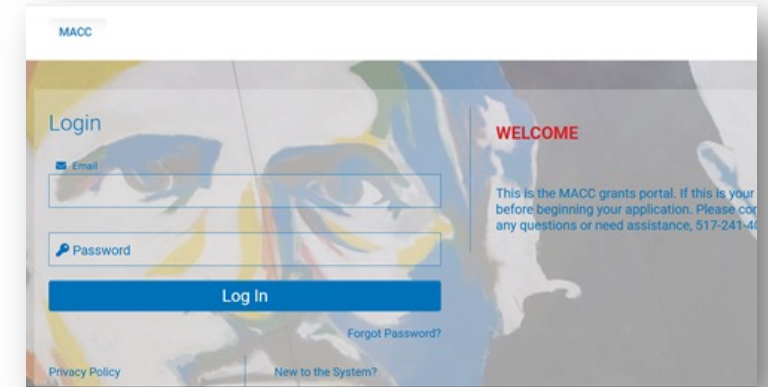 MACC
Login
Email
Password
Log In
Forgot Password?
Privacy Policy
New to the System?
WELCOME
This is the MACC grants portal. If this is your
before beginning your application. Please
any questions or need assistance, 517-241-